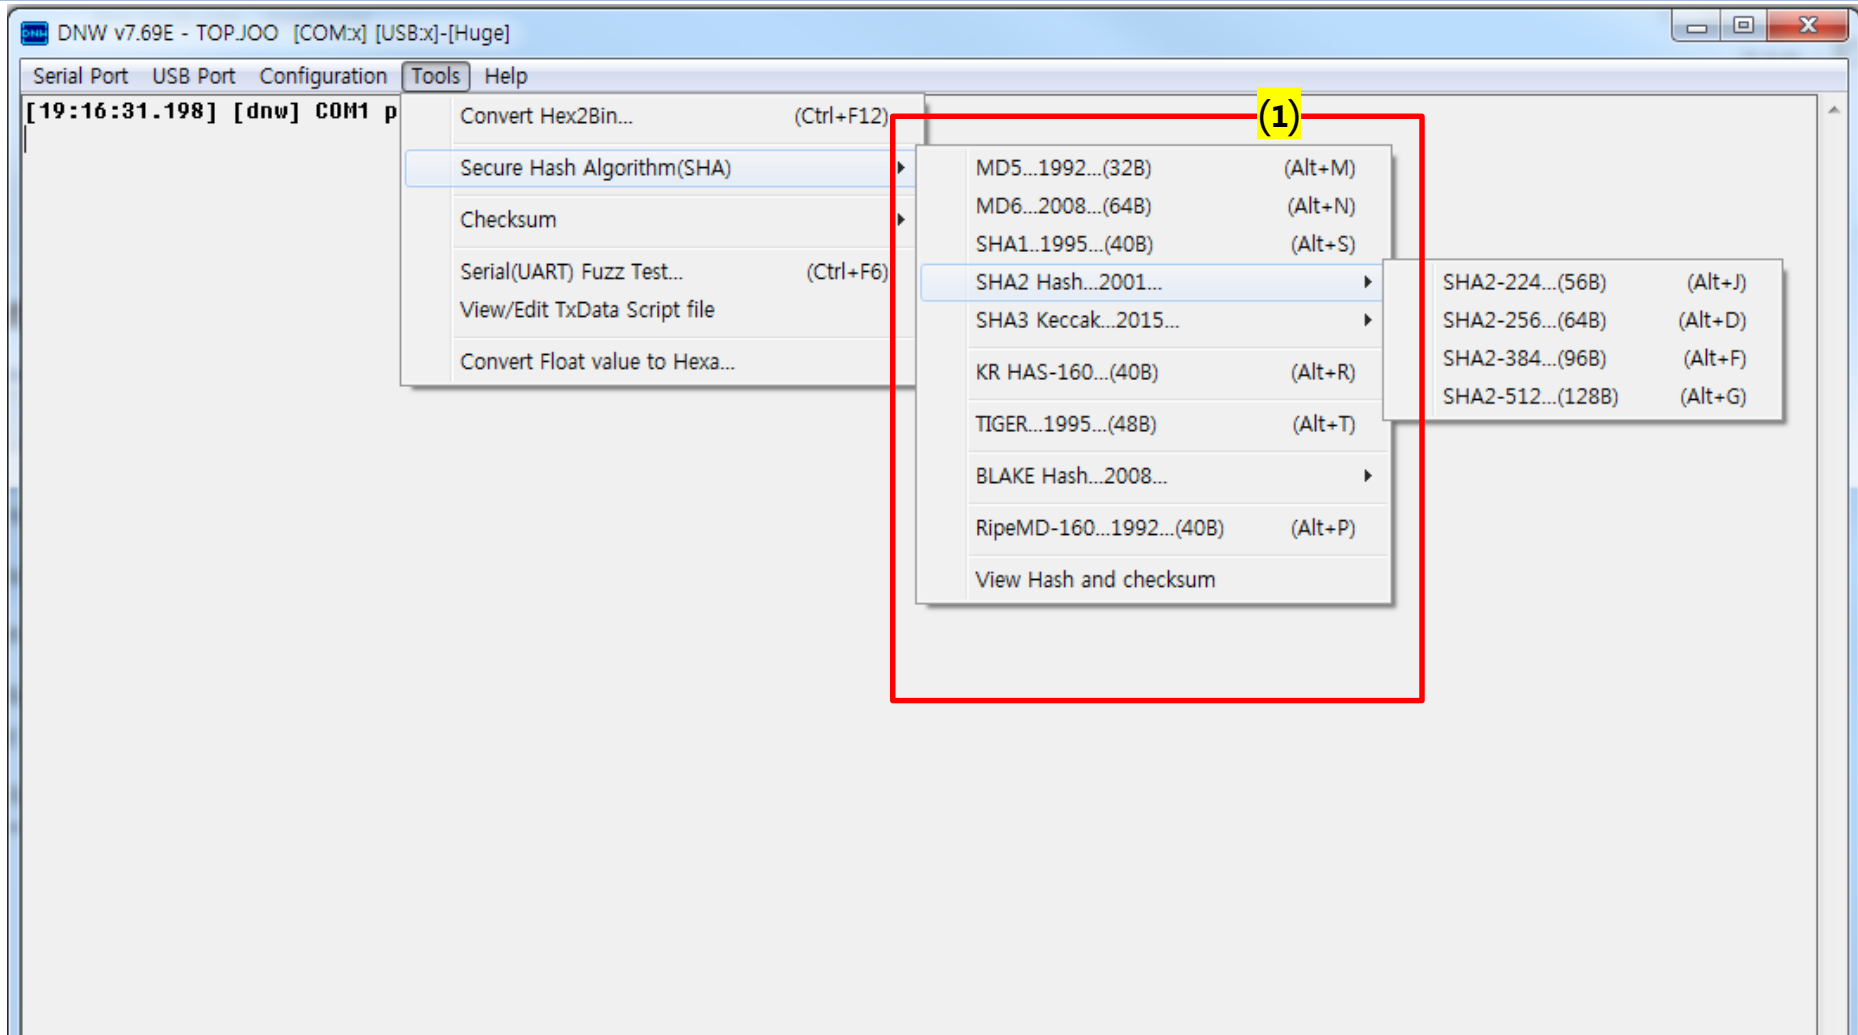 DNW v7.69E - TOP.JOO [COM:x] [USB:x]-[Huge]
Serial Port USB Port Configuration Tools Help
[19:16:31.198] [dnw] COM1 p
Convert Hex2Bin... (Ctrl+F12)
Secure Hash Algorithm(SHA)
Checksum
Serial(UART) Fuzz Test... (Ctrl+F6)
View/Edit TxData Script file
Convert Float value to Hexa...
(1)
MD5...1992...(32B) (Alt+M)
MD6...2008...(64B) (Alt+N)
SHA1..1995...(40B) (Alt+S)
SHA2 Hash...2001...
SHA3 Keccak...2015...
KR HAS-160...(40B) (Alt+R)
TIGER...1995...(48B) (Alt+T)
BLAKE Hash...2008...
RipeMD-160...1992...(40B) (Alt+P)
View Hash and checksum
SHA2-224...(56B) (Alt+J)
SHA2-256...(64B) (Alt+D)
SHA2-384...(96B) (Alt+F)
SHA2-512...(128B) (Alt+G)